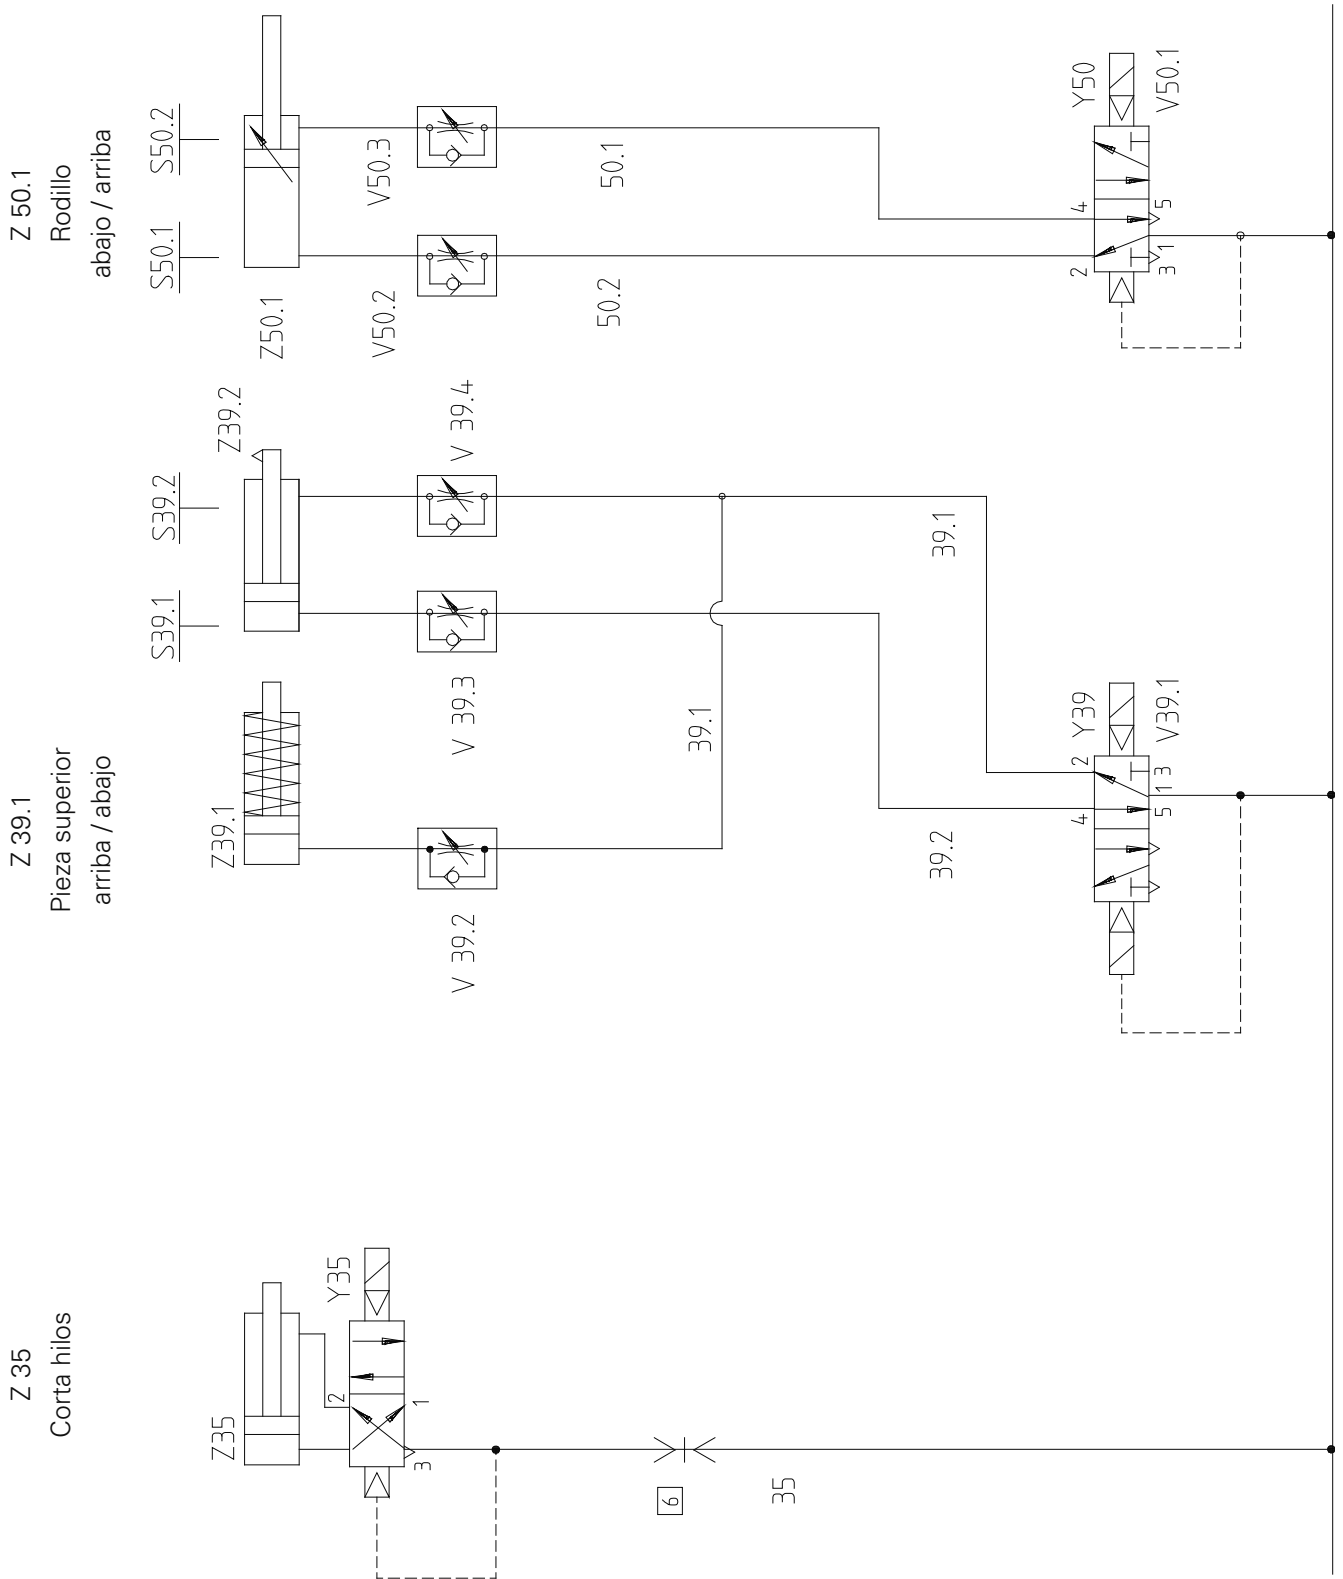 Z 35
Corta hilos
Z35
Y35
2
1
3
6
35
Z 39.1
Pieza superior
arriba / abajo
S39.1
S39.2
Z39.1
Z39.2
V 39.2
V 39.3
V 39.4
39.1
39.1
39.2
Y39
V39.1
4
2
5
1
3
Z 50.1
Rodillo
abajo / arriba
S50.1
S50.2
Z50.1
V50.2
V50.3
50.2
50.1
Y50
V50.1
2
4
3
1
5